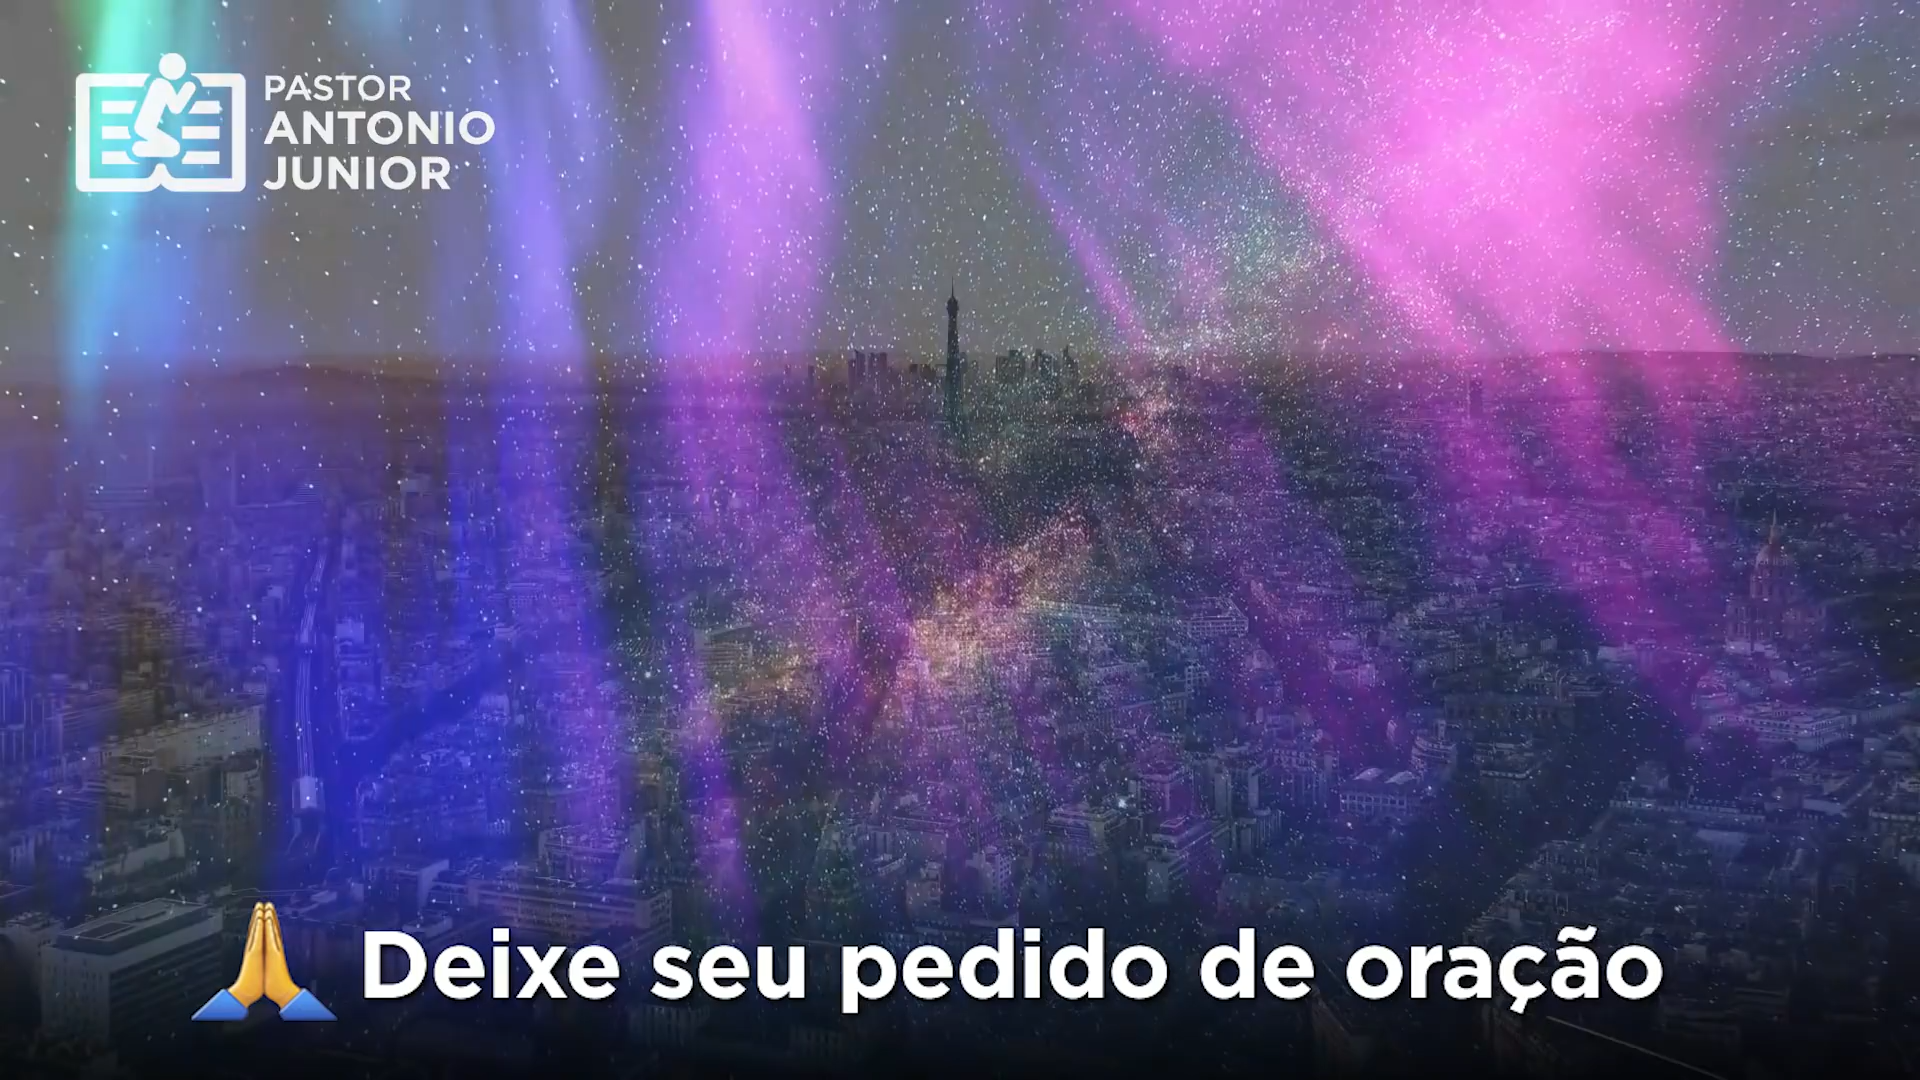 PASTOR
ANTONIO
JUNIOR
🙏 Deixe seu pedido de oração